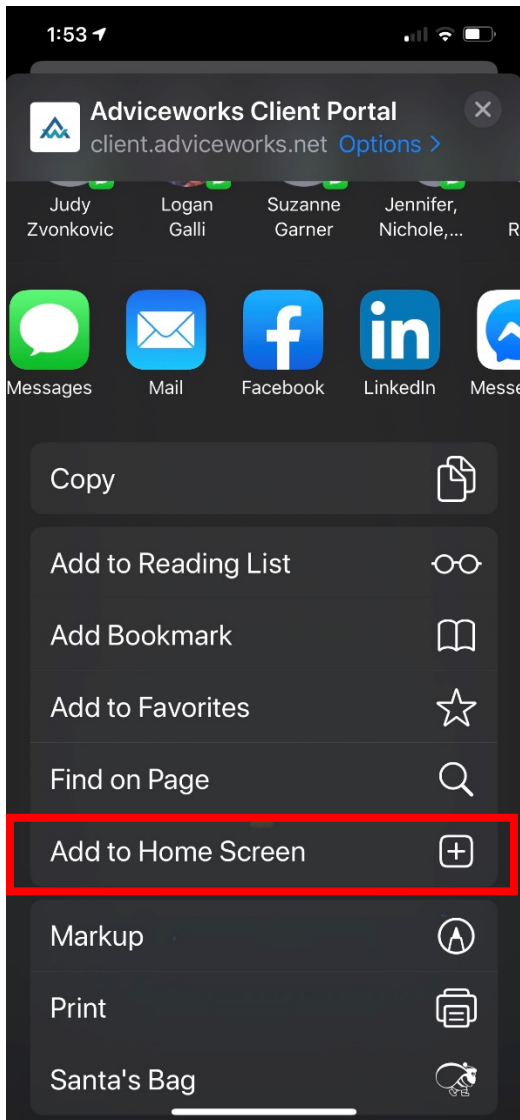 1:53
Adviceworks Client Portal
client.adviceworks.net Options >
Judy Logan Suzanne Jennifer,
Zvonkovic Galli Garner Nichole,... R
Messages Mail Facebook LinkedIn Messe
Copy
Add to Reading List
Add Bookmark
Add to Favorites
Find on Page
Add to Home Screen
Markup
Print
Santa's Bag